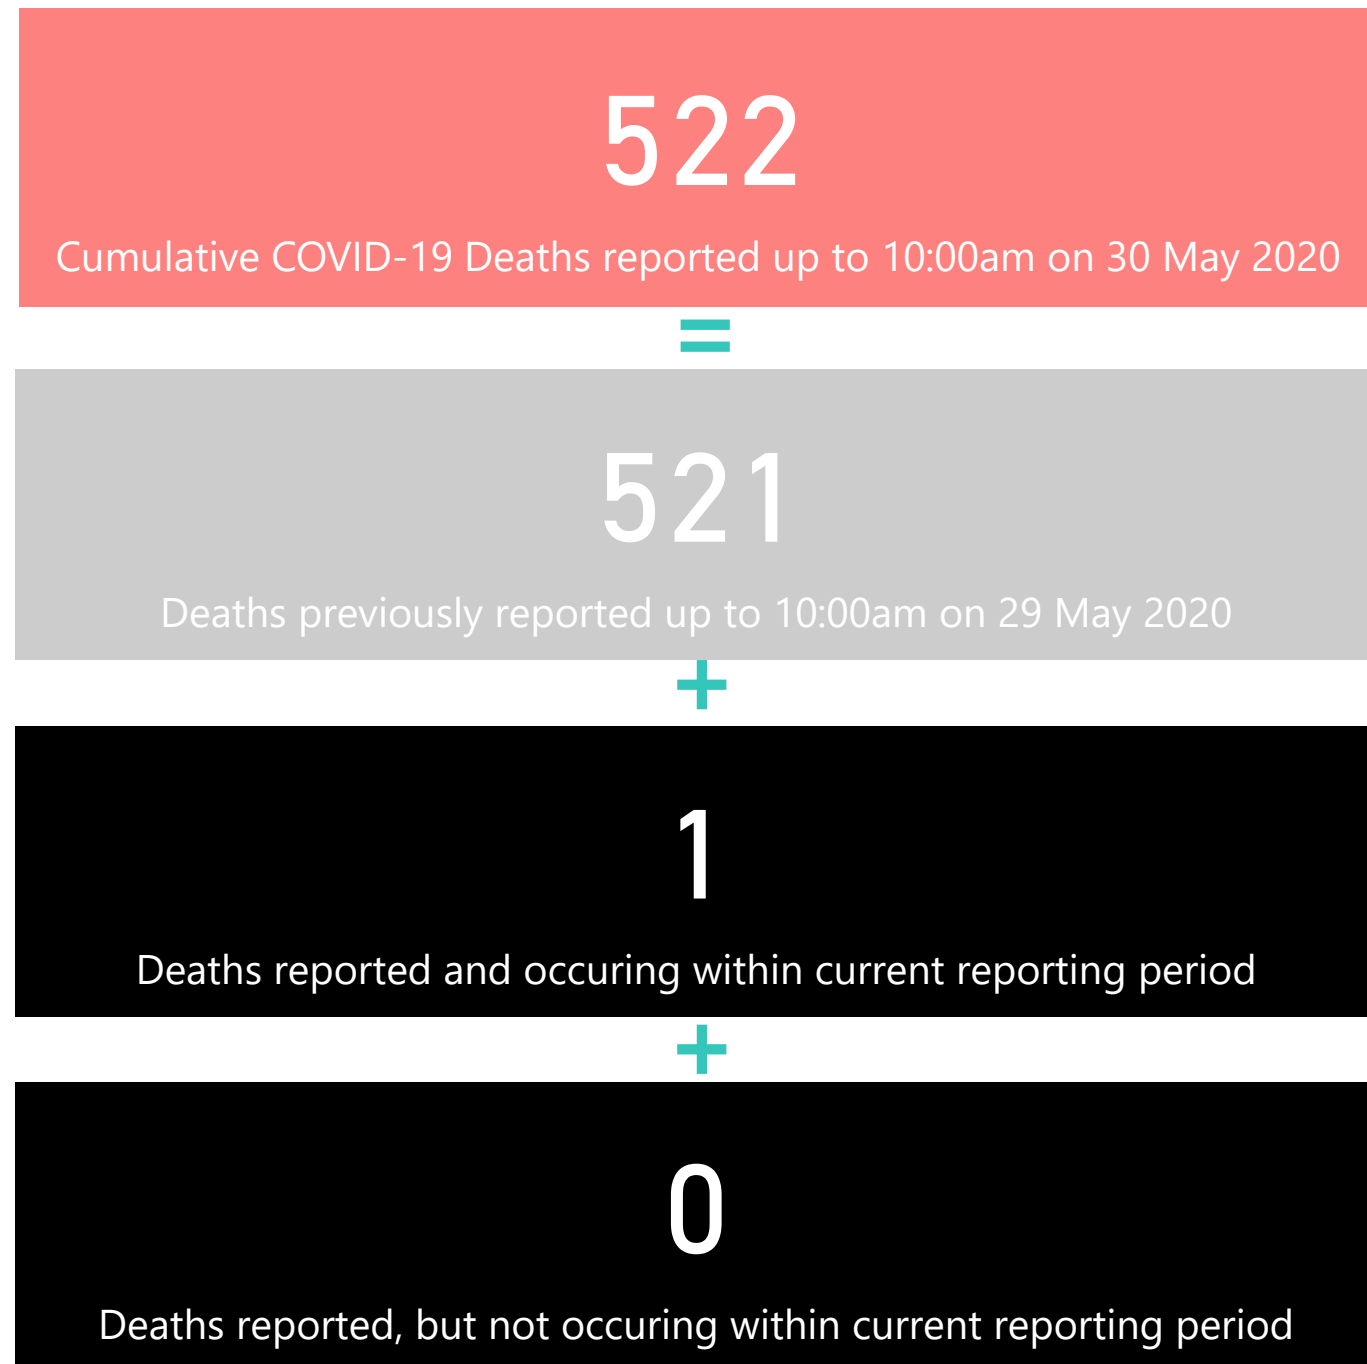 522
Cumulative COVID-19 Deaths reported up to 10:00am on 30 May 2020
=
521
Deaths previously reported up to 10:00am on 29 May 2020
+
1
Deaths reported and occuring within current reporting period
+
0
Deaths reported, but not occuring within current reporting period